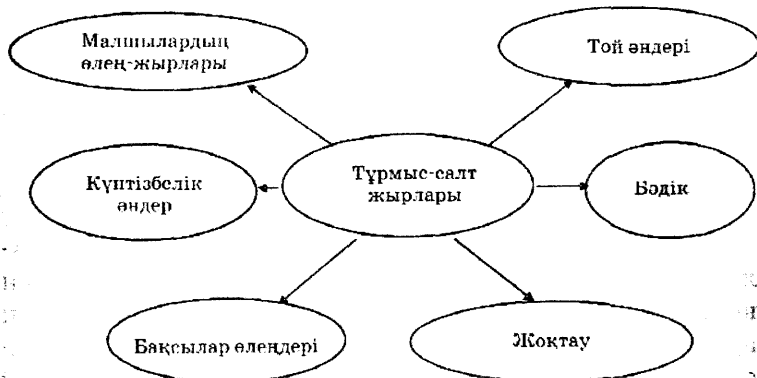 Малшылардың
өлең-жырлары
Той әндері
Күнтізбелік
әндер
Тұрмыс-салт
жырлары
Бәдік
Бақсылар өлеңдері
Жоқтау